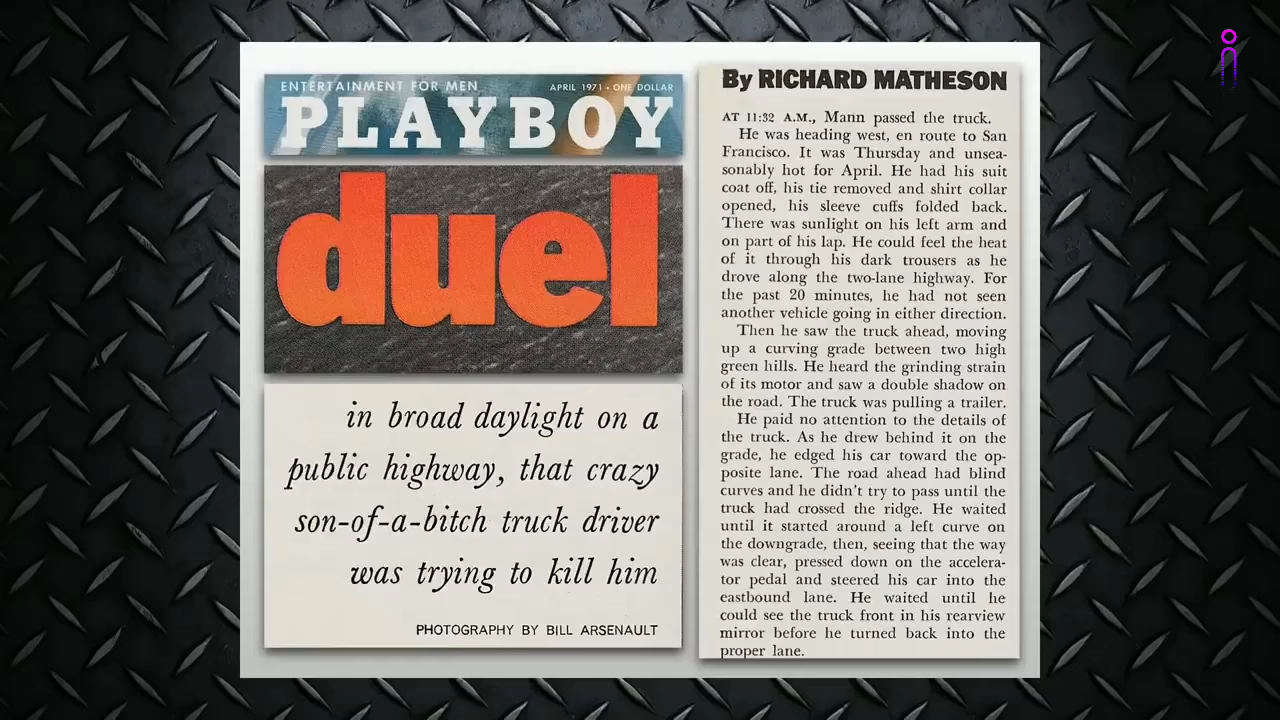 ENTERTAINMENT FOR MEN
APRIL 1971 • ONE DOLLAR
PLAYBOY
duel
in broad daylight on a
public highway, that crazy
son-of-a-bitch truck driver
was trying to kill him
PHOTOGRAPHY BY BILL ARSENAULT
By RICHARD MATHESON
AT 11:32 A.M., Mann passed the truck.
He was heading west, en route to San
Francisco. It was Thursday and unsea-
sonably hot for April. He had his suit
coat off, his tie removed and shirt collar
opened, his sleeve cuffs folded back.
There was sunlight on his left arm and
on part of his lap. He could feel the heat
of it through his dark trousers as he
drove along the two-lane highway. For
the past 20 minutes, he had not seen
another vehicle going in either direction.
Then he saw the truck ahead, moving
up a curving grade between two high
green hills. He heard the grinding strain
of its motor and saw a double shadow on
the road. The truck was pulling a trailer.
He paid no attention to the details of
the truck. As he drew behind it on the
grade, he edged his car toward the op-
posite lane. The road ahead had blind
curves and he didn't try to pass until the
truck had crossed the ridge. He waited
until it started around a left curve on
the downgrade, then, seeing that the way
was clear, pressed down on the accelera-
tor pedal and steered his car into the
eastbound lane. He waited until he
could see the truck front in his rearview
mirror before he turned back into the
proper lane.